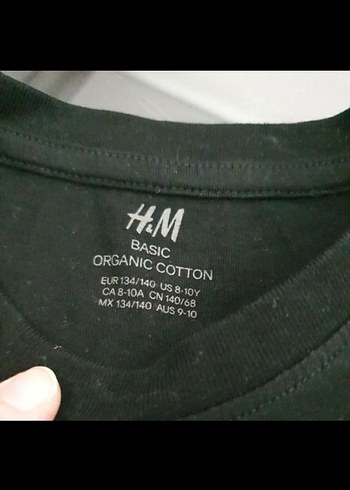 H&M
BASIC
ORGANIC COTTON
EUR 134/140 US 8-10Y
CA 8-10A CN 140/68
MX 134/140 AUS 9-10